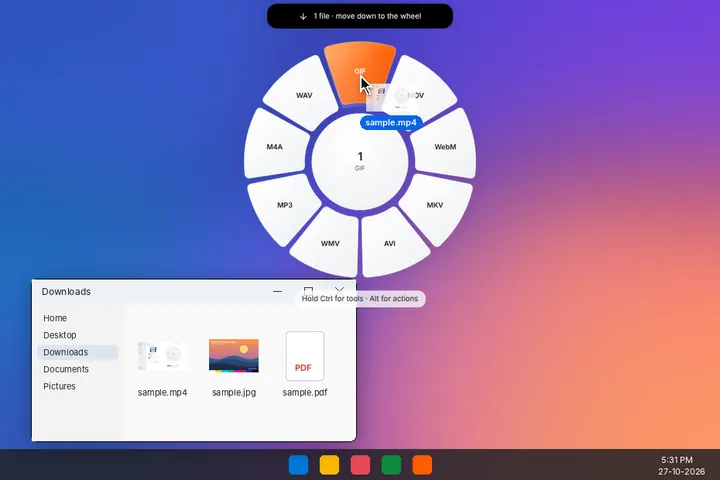 1 file · move down to the wheel
GIF
MOV
WAV
WebM
M4A
MKV
MP3
AVI
WMV
1
GIF
sample.mp4
Downloads
Hold Ctrl for tools · Alt for actions
Home
Desktop
Downloads
Documents
Pictures
PDF
sample.mp4
sample.jpg
sample.pdf
5:31 PM
27-10-2026